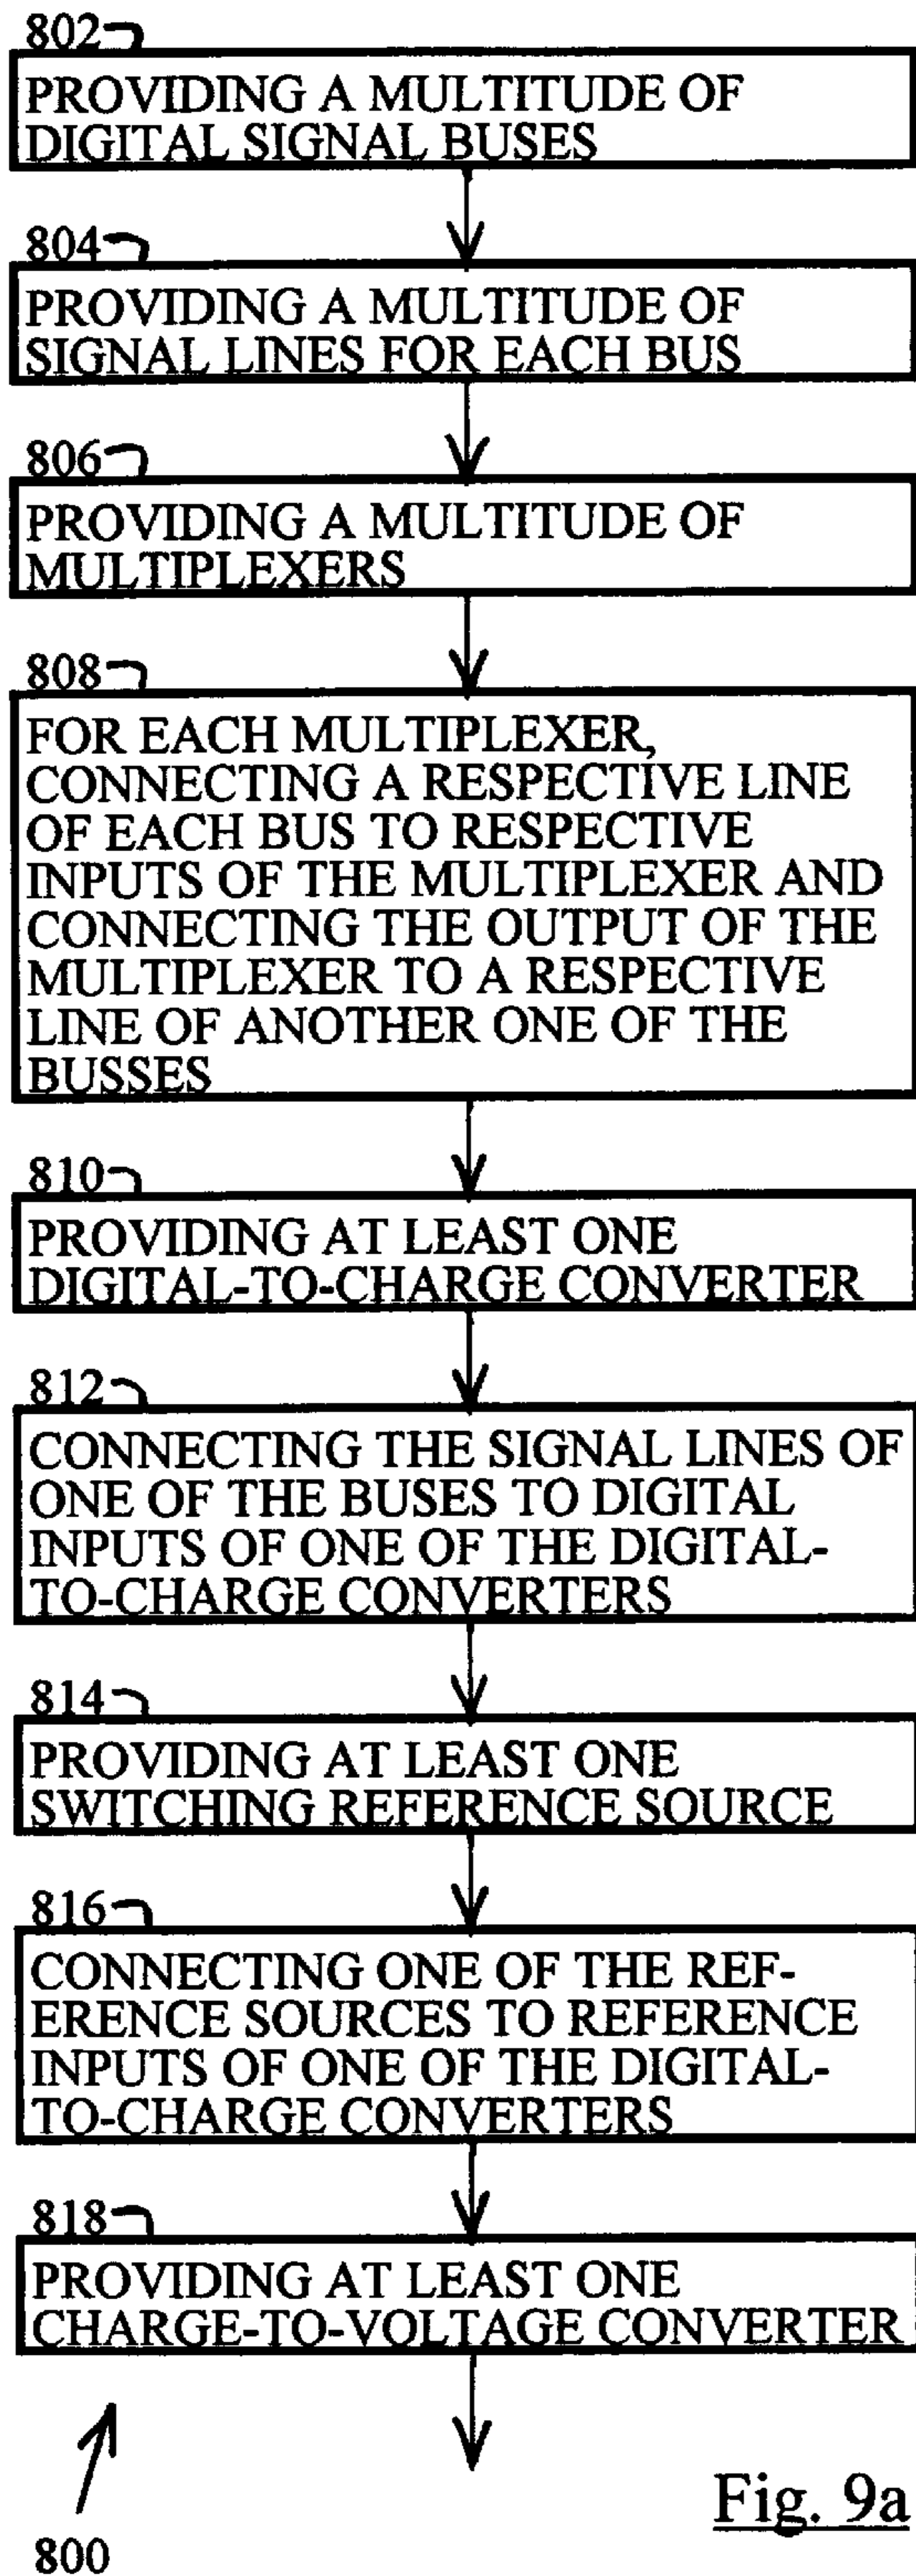 802
PROVIDING A MULTITUDE OF
DIGITAL SIGNAL BUSES
804
PROVIDING A MULTITUDE OF
SIGNAL LINES FOR EACH BUS
806
PROVIDING A MULTITUDE OF
MULTIPLEXERS
808
FOR EACH MULTIPLEXER,
CONNECTING A RESPECTIVE LINE
OF EACH BUS TO RESPECTIVE
INPUTS OF THE MULTIPLEXER AND
CONNECTING THE OUTPUT OF THE
MULTIPLEXER TO A RESPECTIVE
LINE OF ANOTHER ONE OF THE
BUSSES
810
PROVIDING AT LEAST ONE
DIGITAL-TO-CHARGE CONVERTER
812
CONNECTING THE SIGNAL LINES OF
ONE OF THE BUSES TO DIGITAL
INPUTS OF ONE OF THE DIGITAL-
TO-CHARGE CONVERTERS
814
PROVIDING AT LEAST ONE
SWITCHING REFERENCE SOURCE
816
CONNECTING ONE OF THE REF-
ERENCE SOURCES TO REFERENCE
INPUTS OF ONE OF THE DIGITAL-
TO-CHARGE CONVERTERS
818
PROVIDING AT LEAST ONE
CHARGE-TO-VOLTAGE CONVERTER
800
Fig. 9a